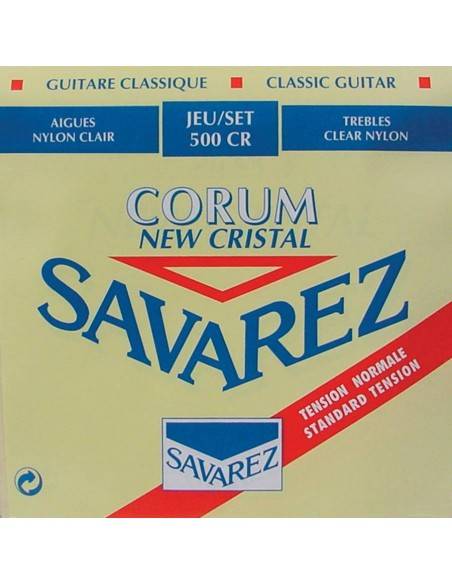 GUITARE CLASSIQUE CLASSIC GUITAR
AIGUES
NYLON CLAIR
JEU/SET
500 CR
TREBLES
CLEAR NYLON
CORUM
NEW CRISTAL
SAVAREZ
TENSION NORMALE
STANDARD TENSION
SAVAREZ